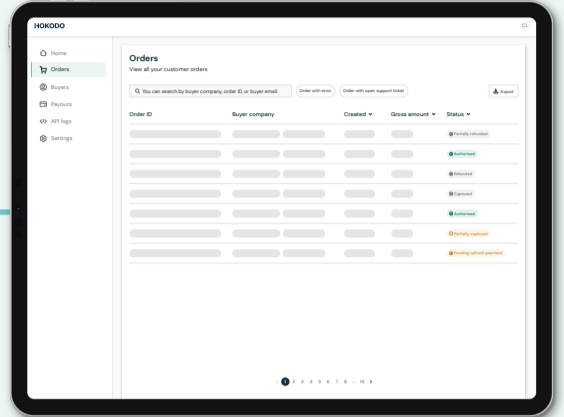 HOKODO
CL
Home
Orders
Buyers
Payouts
API logs
Settings
Orders
View all your customer orders
You can search by buyer company, order ID, or buyer email
Order with error
Order with open support ticket
Export
Order ID Buyer company Created Gross amount Status
Partially refunded
Authorised
Refunded
Captured
Authorised
Partially captured
Pending upfront payment
1 2 3 4 5 6 7 8 ... 15